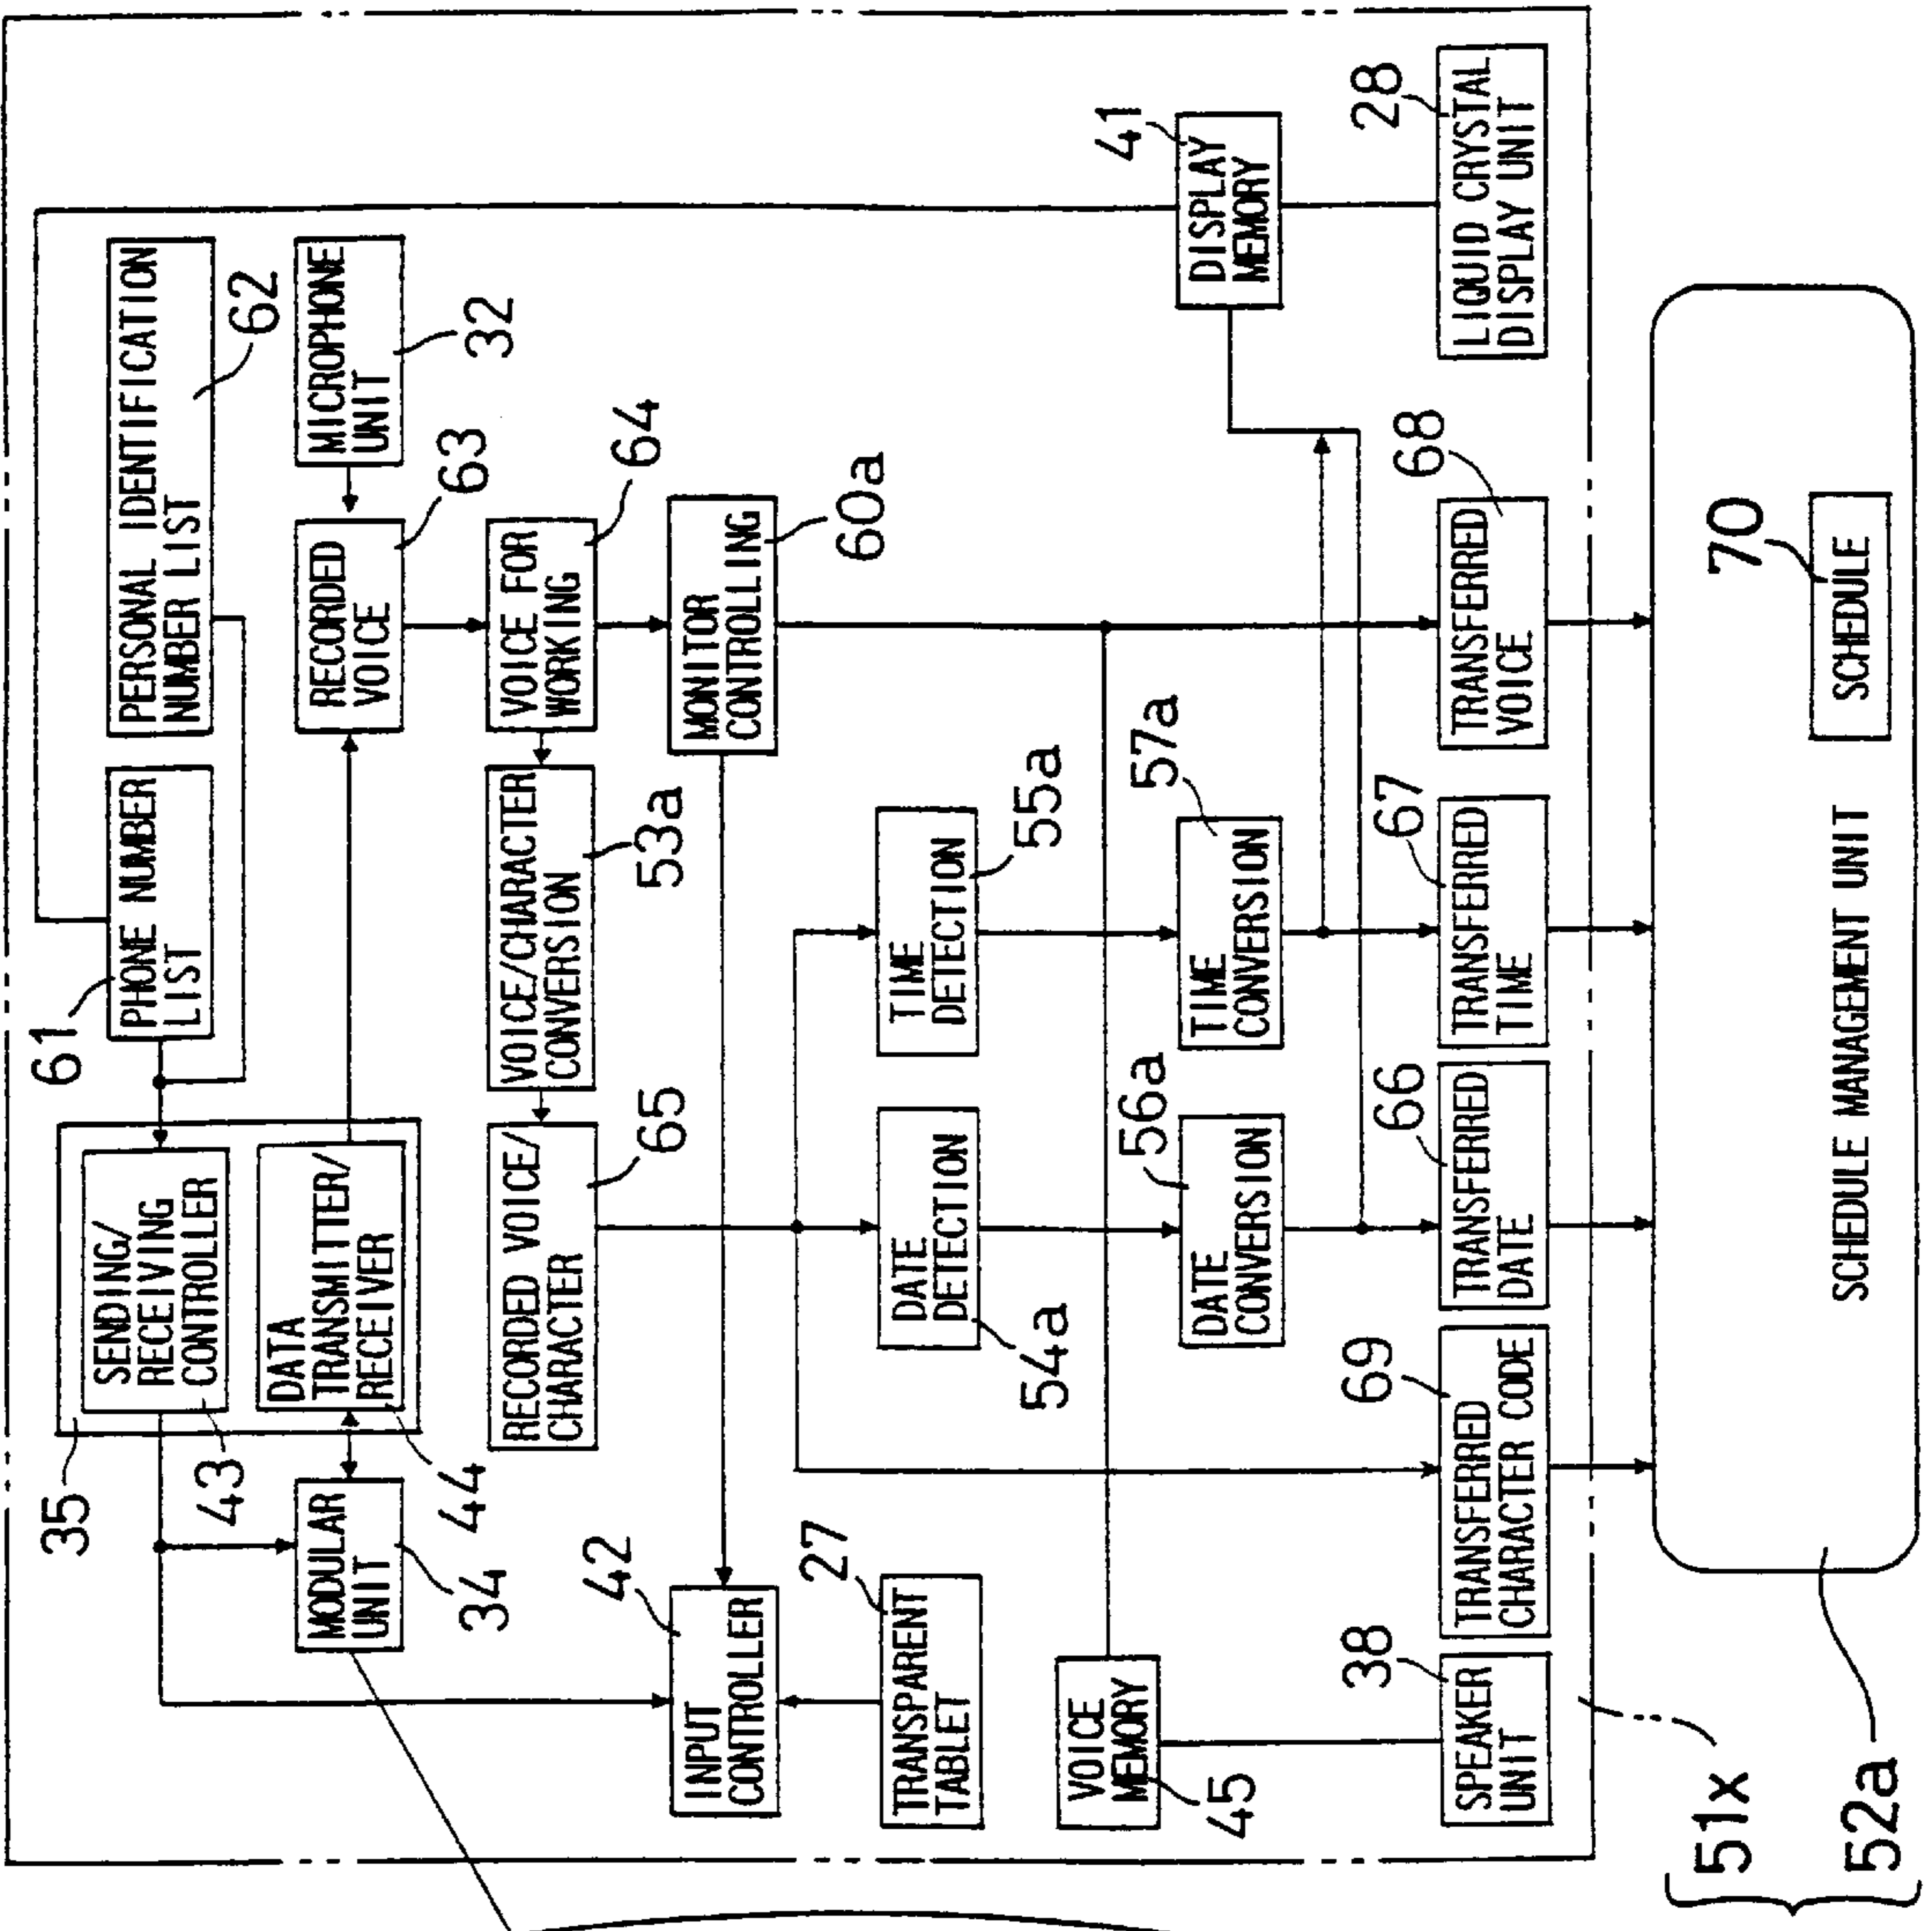 35
SENDING/
RECEIVING
CONTROLLER
43
DATA
TRANSMITTER/
RECEIVER
44
61
PHONE NUMBER
LIST
PERSONAL IDENTIFICATION
NUMBER LIST
62
MODULAR
UNIT
34
RECORDED
VOICE
63
MICROPHONE
UNIT
32
RECORDED VOICE/
CHARACTER
65
VOICE/CHARACTER
CONVERSION
53a
VOICE FOR
WORKING
64
42
INPUT
CONTROLLER
MONITOR
CONTROLLING
60a
27
TRANSPARENT
TABLET
DATE
DETECTION
54a
TIME
DETECTION
55a
VOICE
MEMORY
45
DATE
CONVERSION
56a
TIME
CONVERSION
57a
DISPLAY
MEMORY
41
38
SPEAKER
UNIT
69
TRANSFERRED
CHARACTER CODE
66
TRANSFERRED
DATE
67
TRANSFERRED
TIME
68
TRANSFERRED
VOICE
28
LIQUID CRYSTAL
DISPLAY UNIT
51x
52a
70
SCHEDULE
SCHEDULE MANAGEMENT UNIT